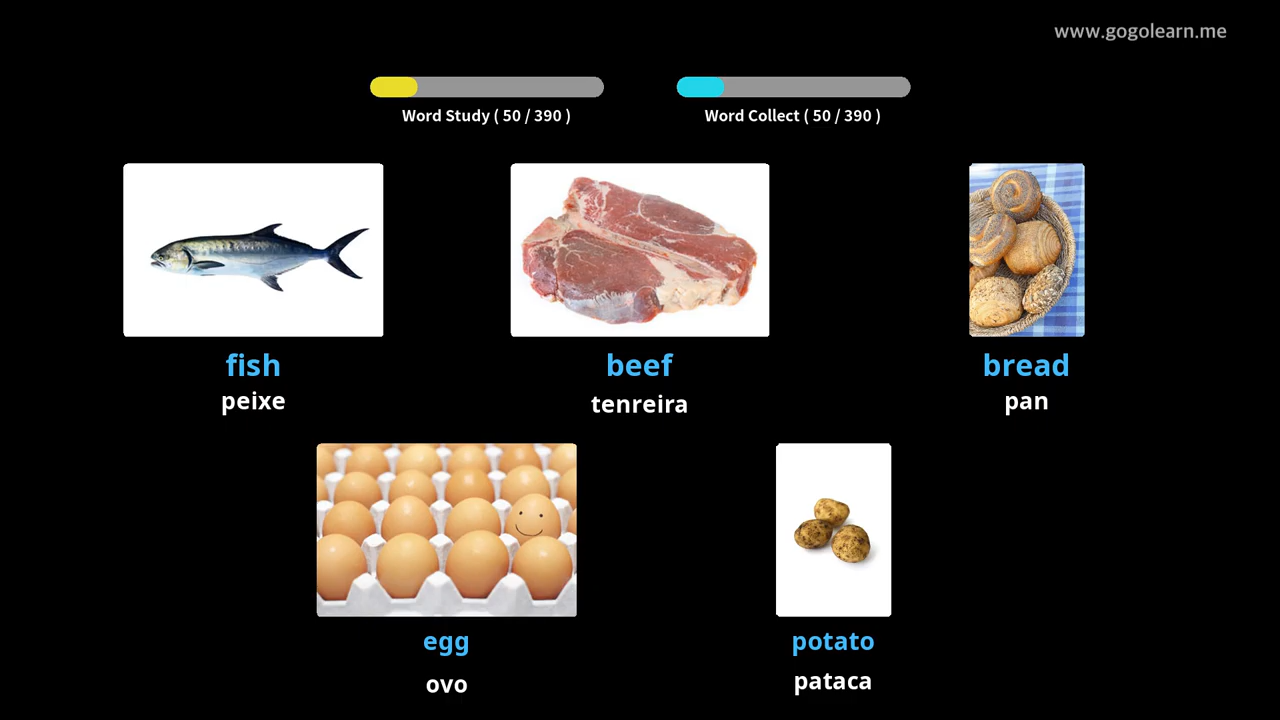 www.gogolearn.me
Word Study ( 50 / 390 )
Word Collect ( 50 / 390 )
fish
peixe
beef
tenreira
bread
pan
egg
ovo
potato
pataca